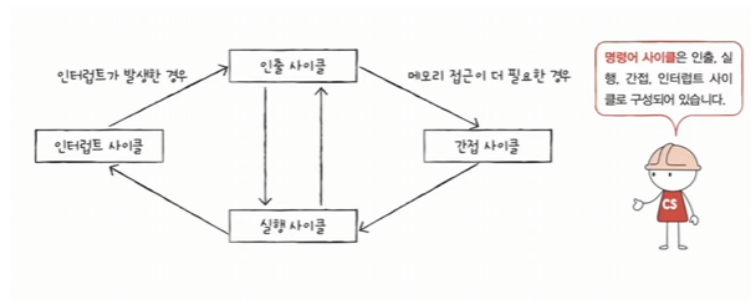 인출 사이클
인터럽트가 발생한 경우
메모리 접근이 더 필요한 경우
인터럽트 사이클
간접 사이클
실행 사이클
명령어 사이클은 인출, 실
행, 간접, 인터럽트 사이
클로 구성되어 있습니다.
CS